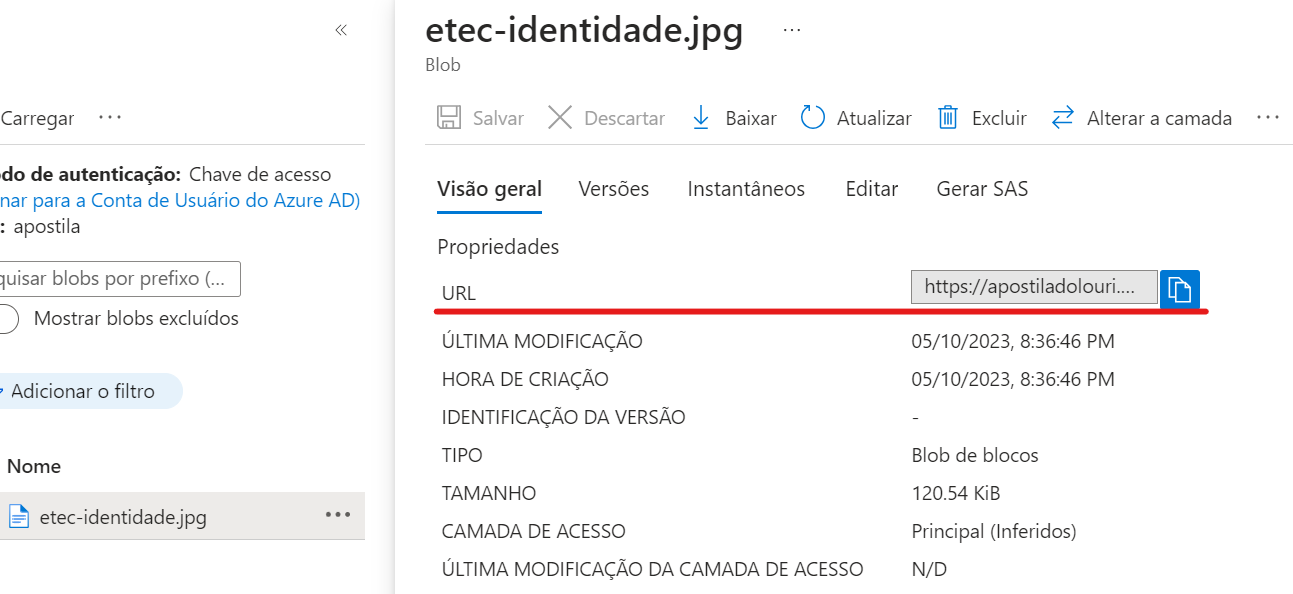 «
Carregar ...
do de autenticação: Chave de acesso
nar para a Conta de Usuário do Azure AD)
: apostila
quisar blobs por prefixo (...
Mostrar blobs excluídos
Adicionar o filtro
Nome
etec-identidade.jpg ...
etec-identidade.jpg ...
Blob
Salvar Descartar Baixar Atualizar Excluir Alterar a camada ...
Visão geral Versões Instantâneos Editar Gerar SAS
Propriedades
URL https://apostiladolouri....
ÚLTIMA MODIFICAÇÃO 05/10/2023, 8:36:46 PM
HORA DE CRIAÇÃO 05/10/2023, 8:36:46 PM
IDENTIFICAÇÃO DA VERSÃO -
TIPO Blob de blocos
TAMANHO 120.54 KiB
CAMADA DE ACESSO Principal (Inferidos)
ÚLTIMA MODIFICAÇÃO DA CAMADA DE ACESSO N/D